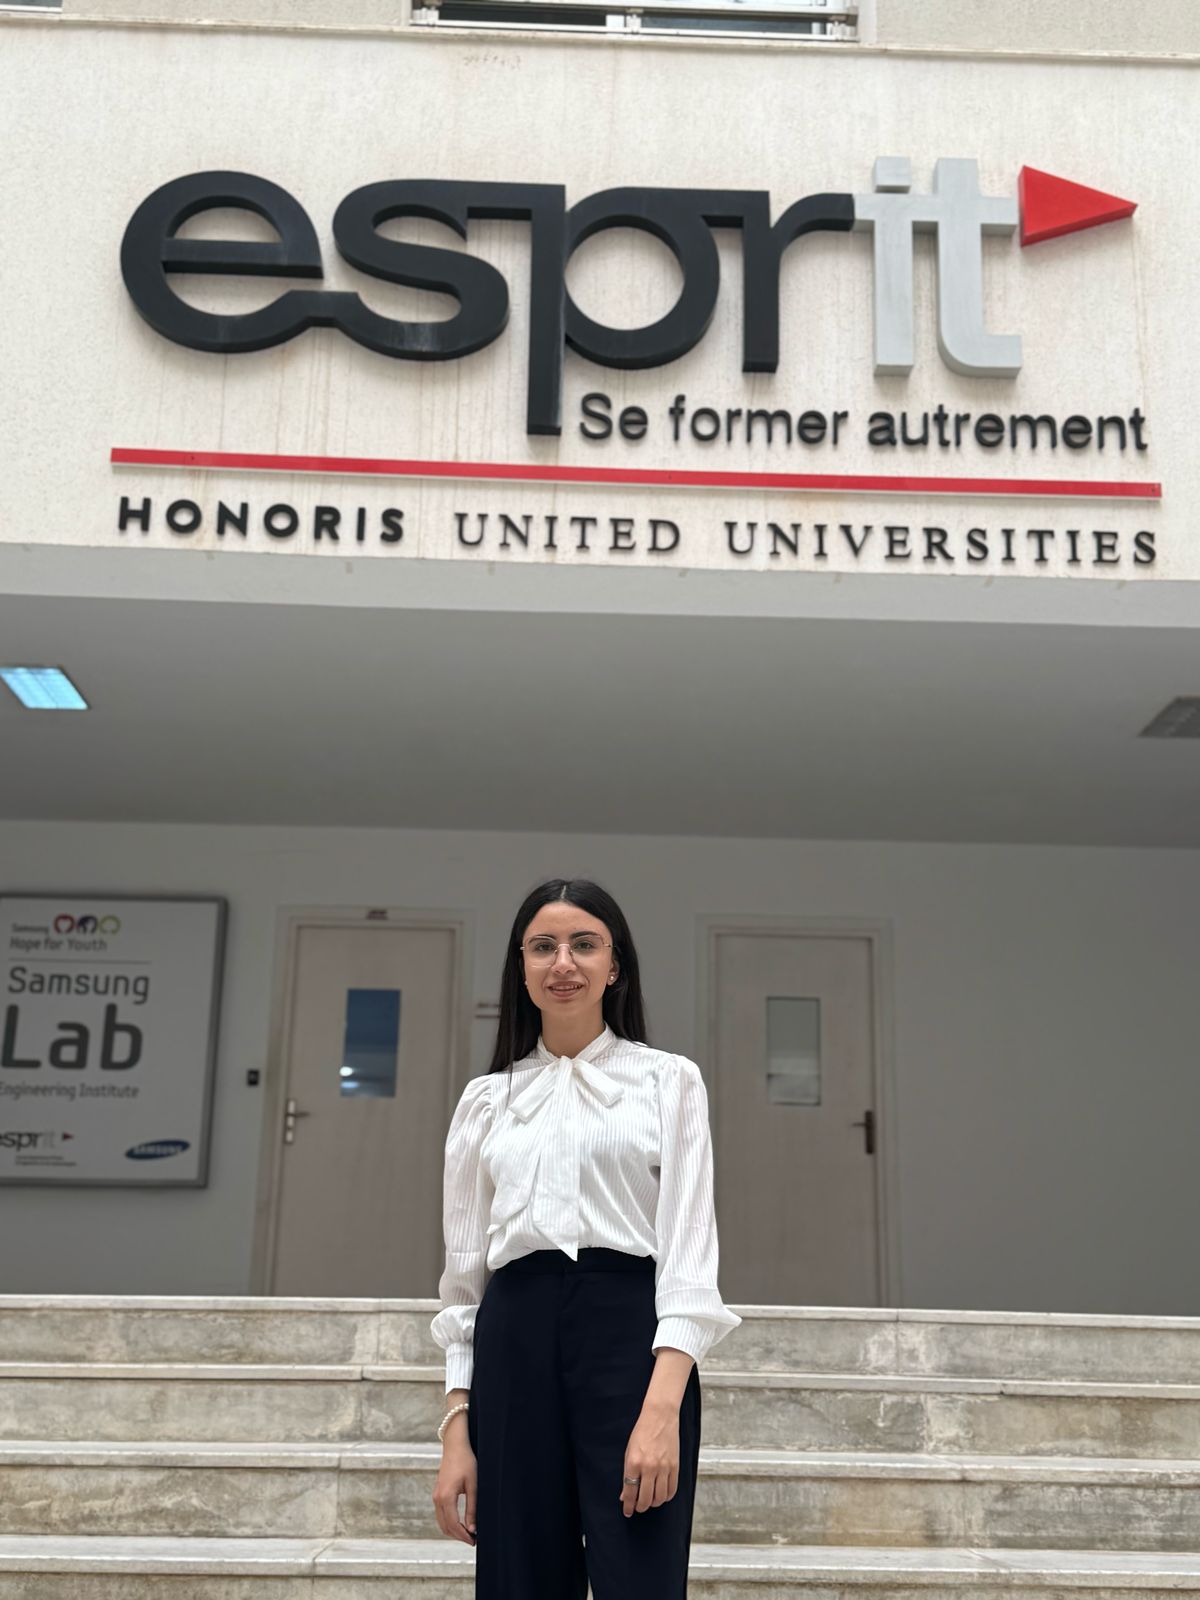 esprit
Se former autrement
HONORIS UNITED UNIVERSITIES
Samsung
Hope for Youth
Samsung
Lab
Engineering Institute
esprit
SAMSUNG